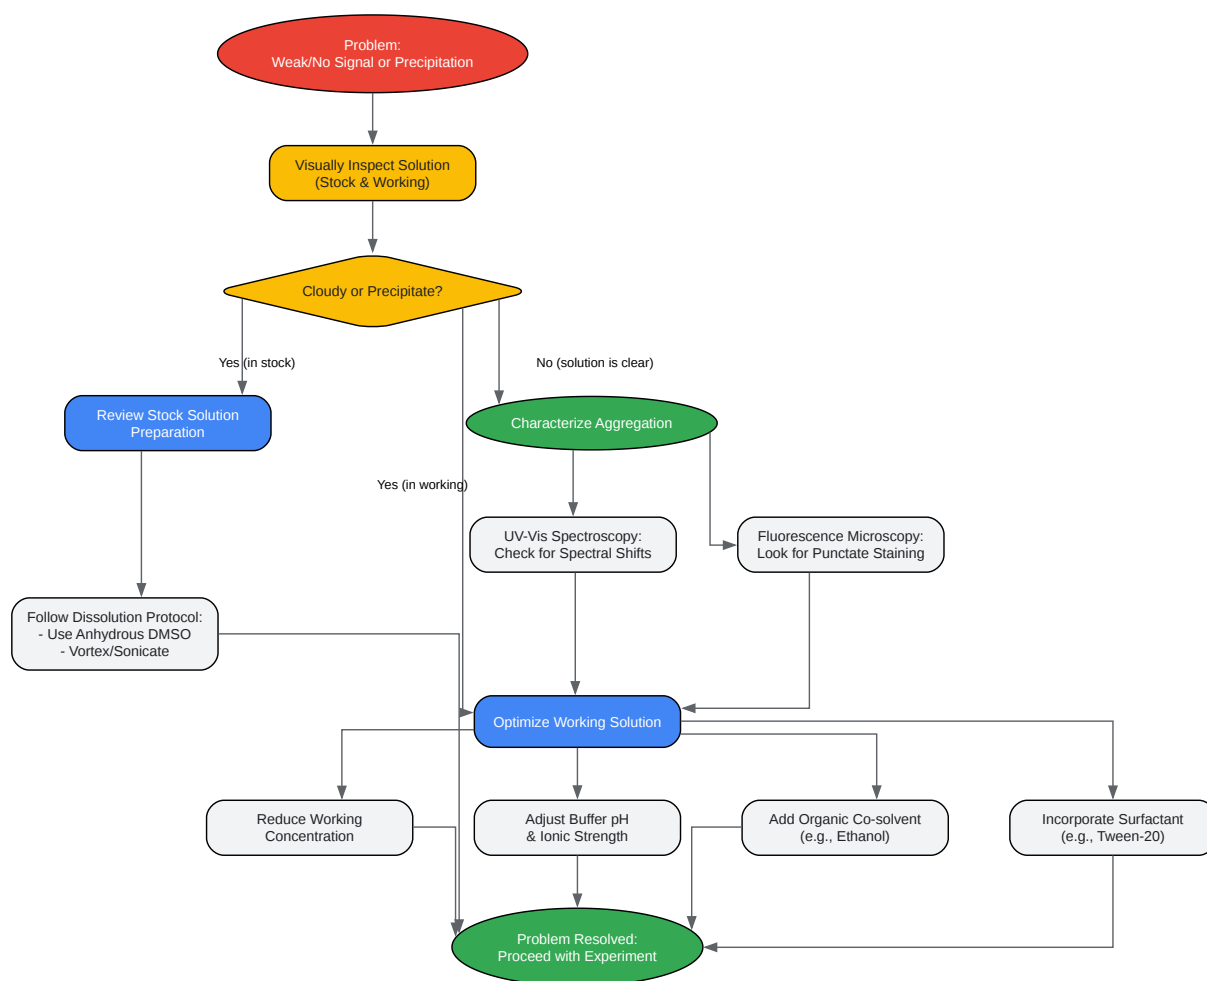 Problem:
Weak/No Signal or Precipitation
Visually Inspect Solution
(Stock & Working)
Cloudy or Precipitate?
Yes (in stock)
No (solution is clear)
Review Stock Solution
Preparation
Characterize Aggregation
Yes (in working)
UV-Vis Spectroscopy:
Check for Spectral Shifts
Fluorescence Microscopy:
Look for Punctate Staining
Follow Dissolution Protocol:
- Use Anhydrous DMSO
- Vortex/Sonicate
Optimize Working Solution
Reduce Working
Concentration
Adjust Buffer pH
& Ionic Strength
Add Organic Co-solvent
(e.g., Ethanol)
Incorporate Surfactant
(e.g., Tween-20)
Problem Resolved:
Proceed with Experiment